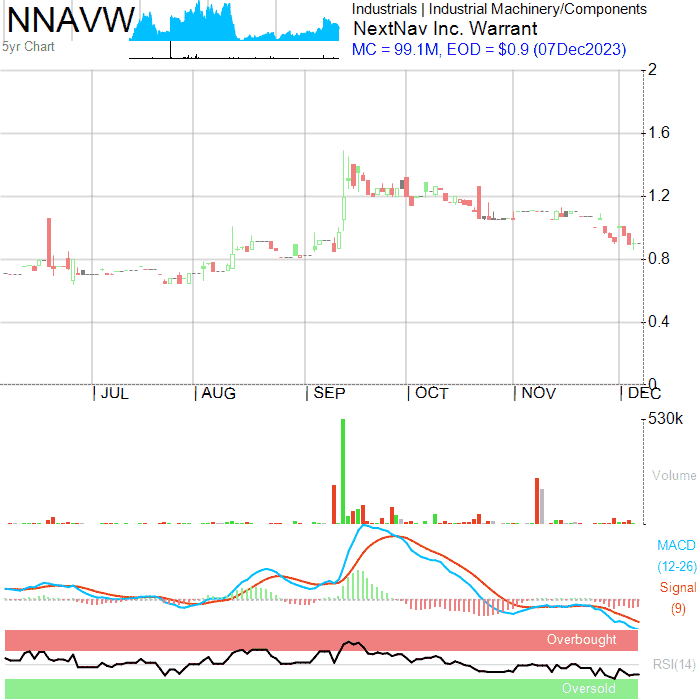 NNAVW
5yr Chart
Industrials | Industrial Machinery/Components
NextNav Inc. Warrant
MC = 99.1M, EOD = $0.9 (07Dec2023)
2
1.6
1.2
0.8
0.4
0
| JUL | AUG | SEP | OCT | NOV | DEC
530k
Volume
MACD
(12-26)
Signal
(9)
Overbought
RSI(14)
Oversold